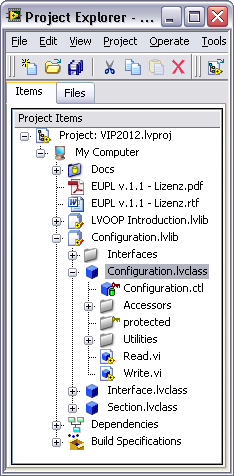 Project Explorer - ...
File Edit View Project Operate Tools
Items Files
Project Items
Project: VIP2012.lvproj
My Computer
Docs
EUPL v.1.1 - Lizenz.pdf
EUPL v.1.1 - Lizenz.rtf
LVOOP Introduction.lvlib
Configuration.lvlib
Interfaces
Configuration.lvclass
Configuration.ctl
Accessors
protected
Utilities
Read.vi
Write.vi
Interface.lvclass
Section.lvclass
Dependencies
Build Specifications